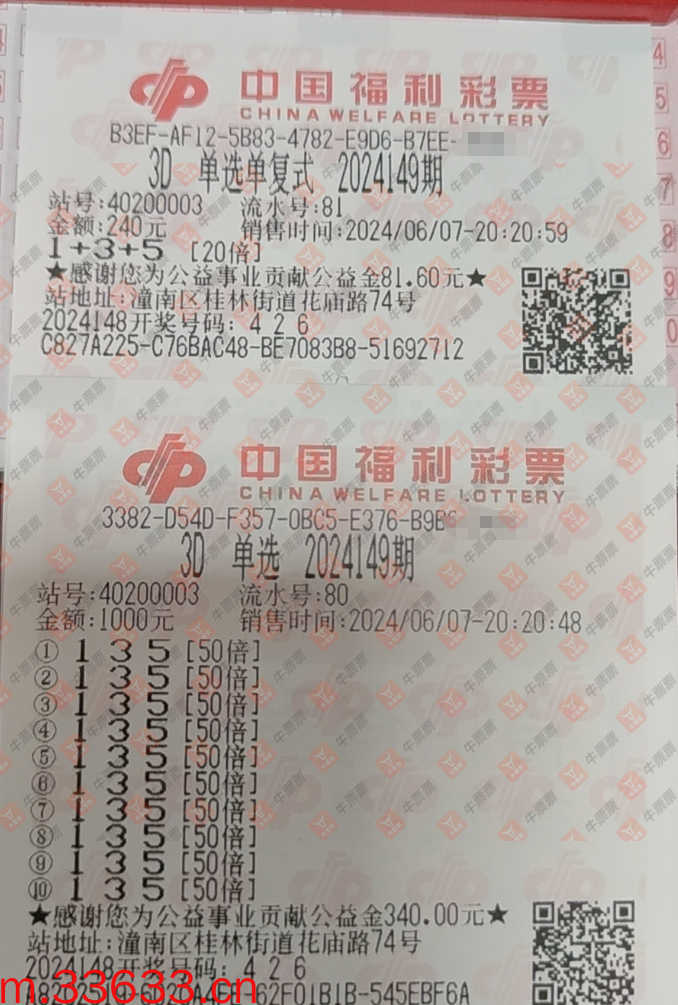 中国福利彩票
CHINA WELFARE LOTTERY
B3EF-AF12-5B83-4782-E9D6-B7EE-
3D 单选单复式 2024149期
站号:40200003 流水号:81
金额:240元 销售时间:2024/06/07-20:20:59
1+3+5 [20倍]
★感谢您为公益事业贡献公益金81.60元★
站地址:潼南区桂林街道花庙路74号
2024148开奖号码: 4 2 6
C827A225-C76BAC48-BE7083B8-51692712
中国福利彩票
CHINA WELFARE LOTTERY
3382-D54D-F357-0BC5-E376-B9B
3D 单选 2024149期
站号:40200003 流水号:80
金额:1000元 销售时间:2024/06/07-20:20:48
① 1 3 5 [50倍]
② 1 3 5 [50倍]
③ 1 3 5 [50倍]
④ 1 3 5 [50倍]
⑤ 1 3 5 [50倍]
⑥ 1 3 5 [50倍]
⑦ 1 3 5 [50倍]
⑧ 1 3 5 [50倍]
⑨ 1 3 5 [50倍]
⑩ 1 3 5 [50倍]
★感谢您为公益事业贡献公益金340.00元★
站地址:潼南区桂林街道花庙路74号
2024148开奖号码: 4 2 6
62F01B1B-545EBF6A
m.33633.com.cn
牛票票
4
5
6
7
8
9
0